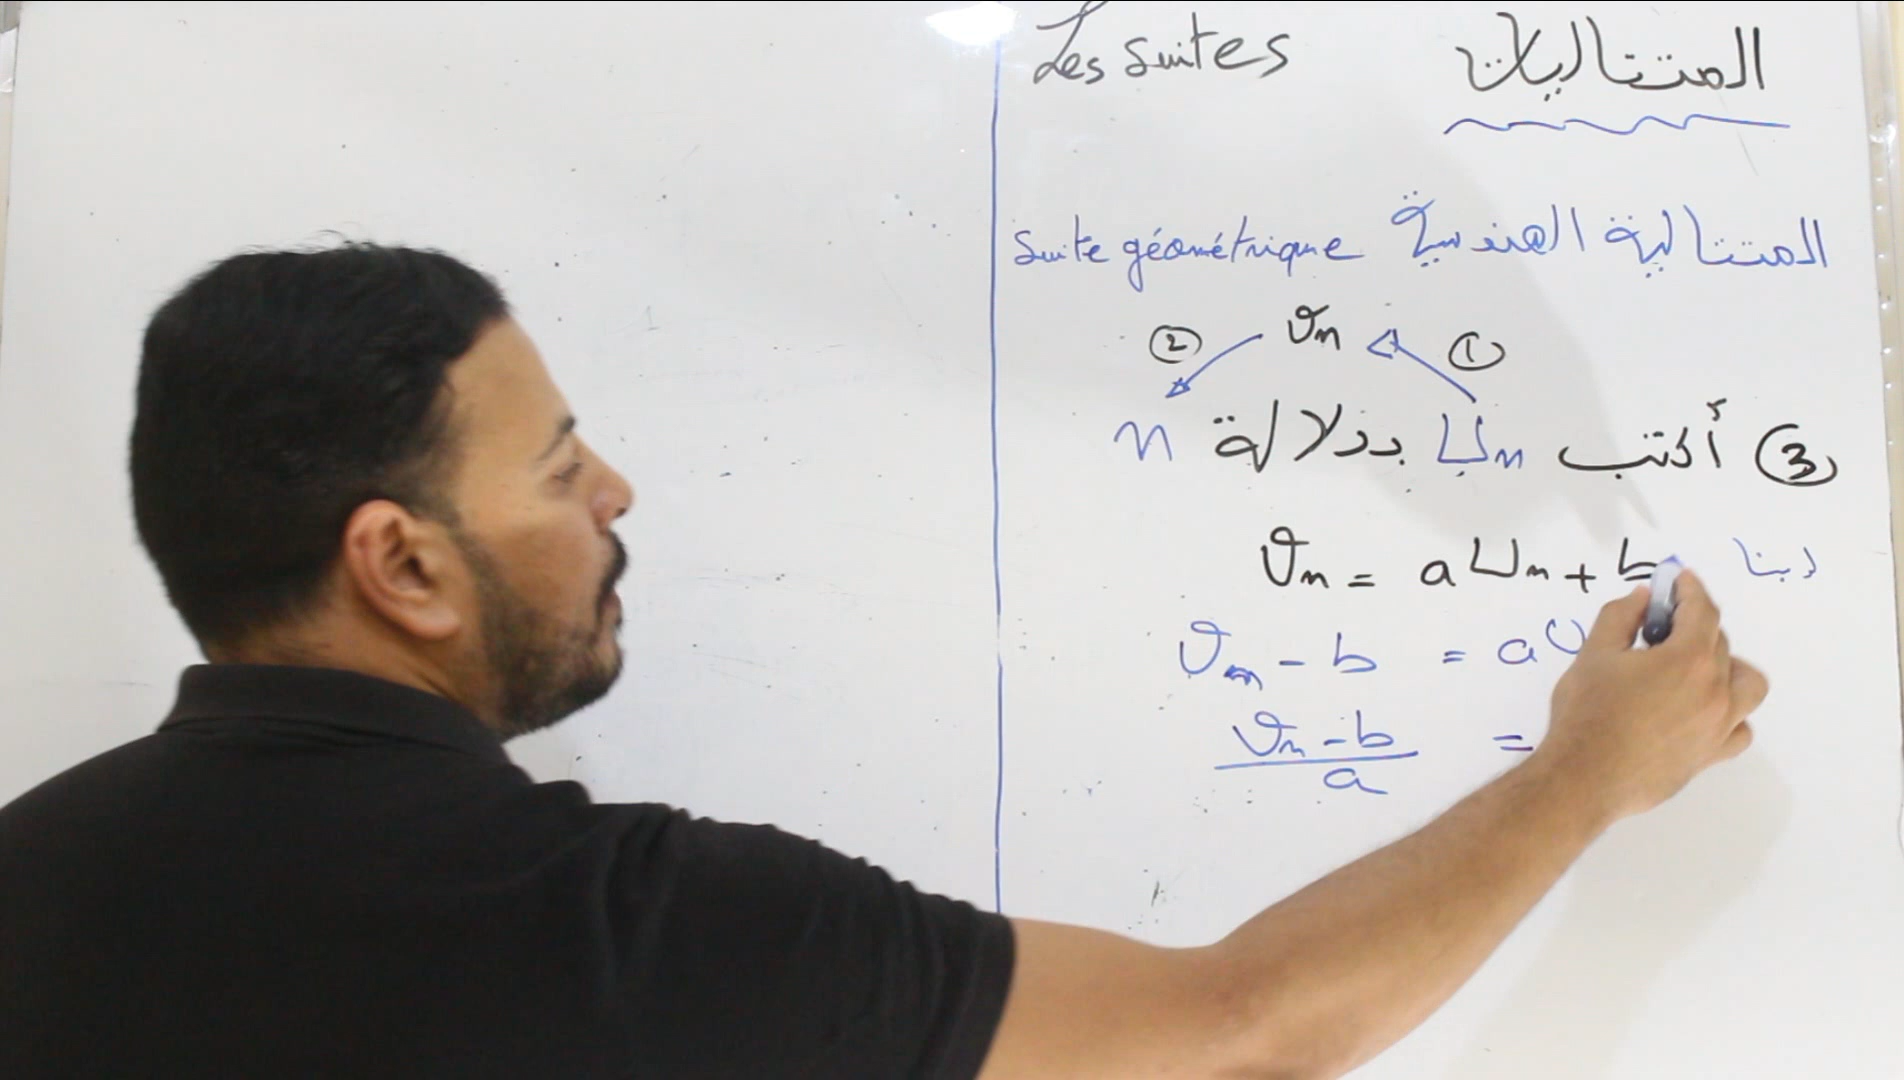 Les suites المتتاليات
Suite géométrique المتتالية الهندسية
② vn ①
③ أكتب Un بدلالة n
لدينا vn = aUn + b
vn - b = aU
(vn - b)/a =